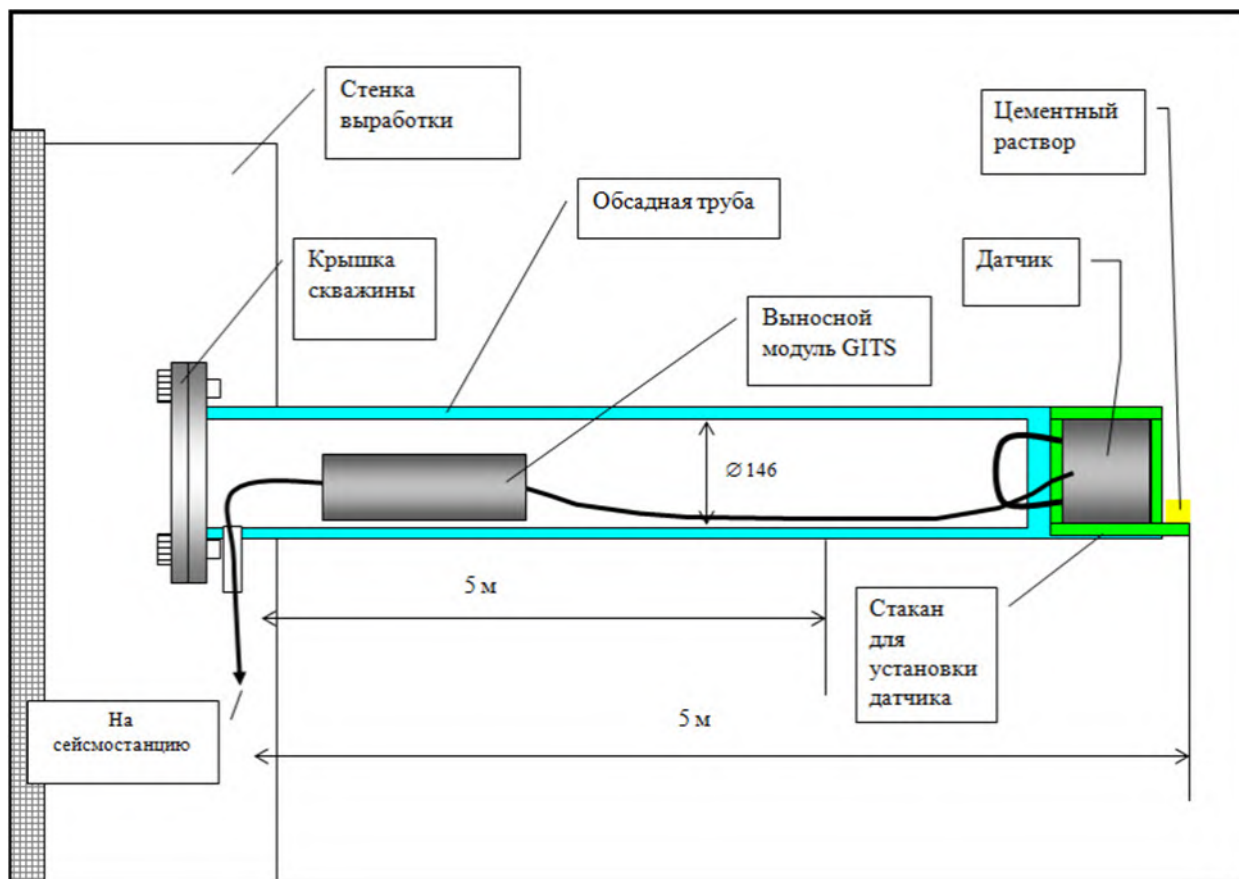 Стенка
выработки
Цементный
раствор
Обсадная труба
Крышка
скважины
Датчик
Выносной
модуль GITS
∅ 146
5 м
Стакан
для
установки
датчика
На
сейсмостанцию
5 м